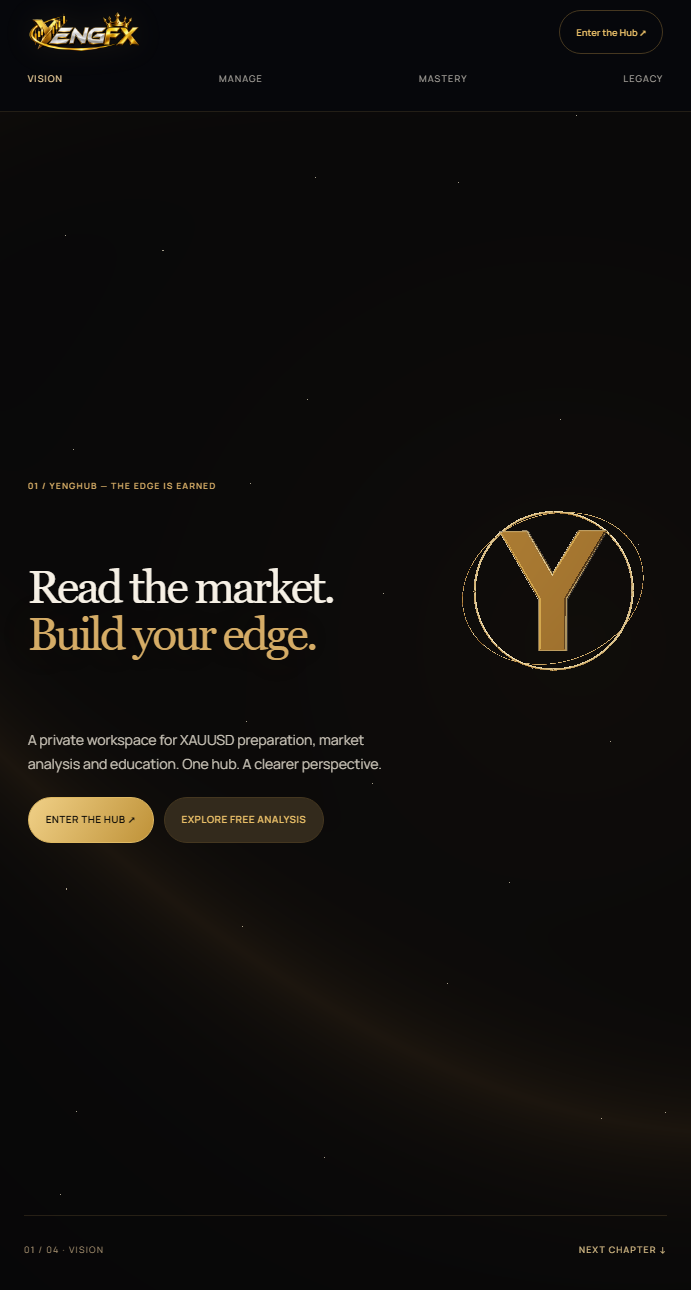 YENGFX
Enter the Hub ↗
VISION MANAGE MASTERY LEGACY
01 / YENGHUB — THE EDGE IS EARNED
Y
Read the market.
Build your edge.
A private workspace for XAUUSD preparation, market
analysis and education. One hub. A clearer perspective.
ENTER THE HUB ↗ EXPLORE FREE ANALYSIS
01 / 04 · VISION NEXT CHAPTER ↓